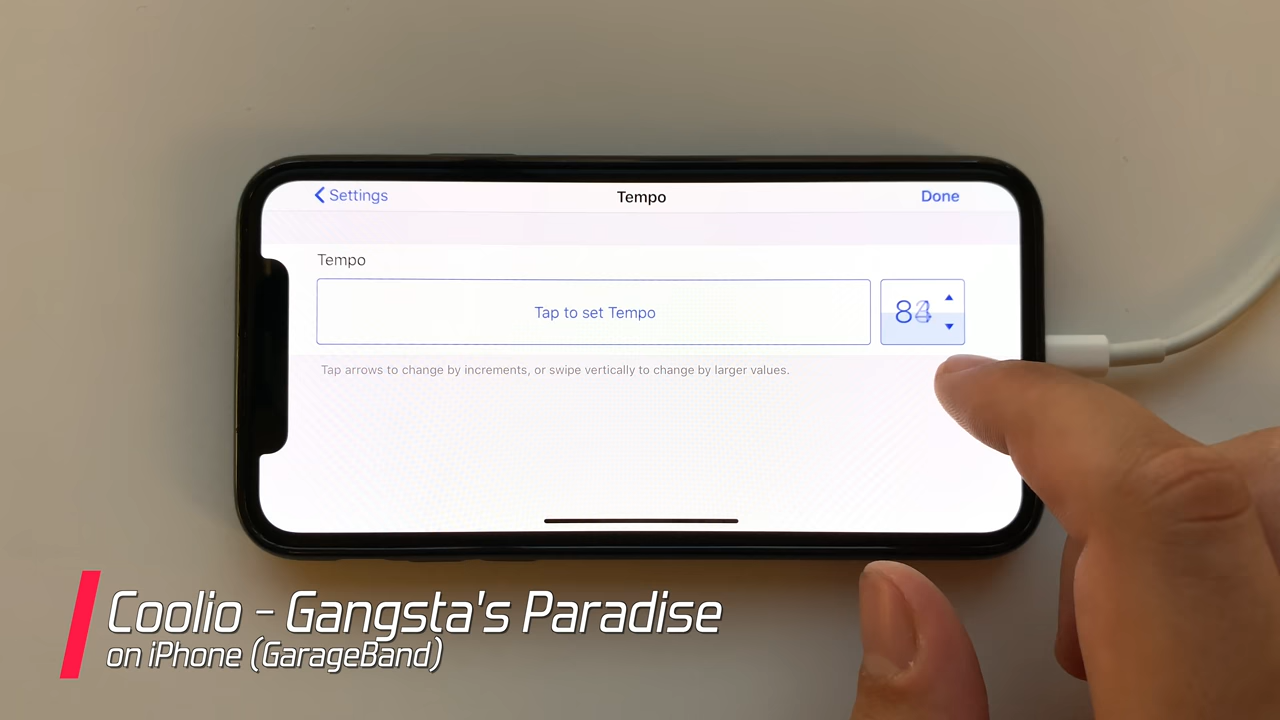 Settings
Tempo
Done
Tempo
Tap to set Tempo
Tap arrows to change by increments, or swipe vertically to change by larger values.
Coolio - Gangsta's Paradise
on iPhone (GarageBand)